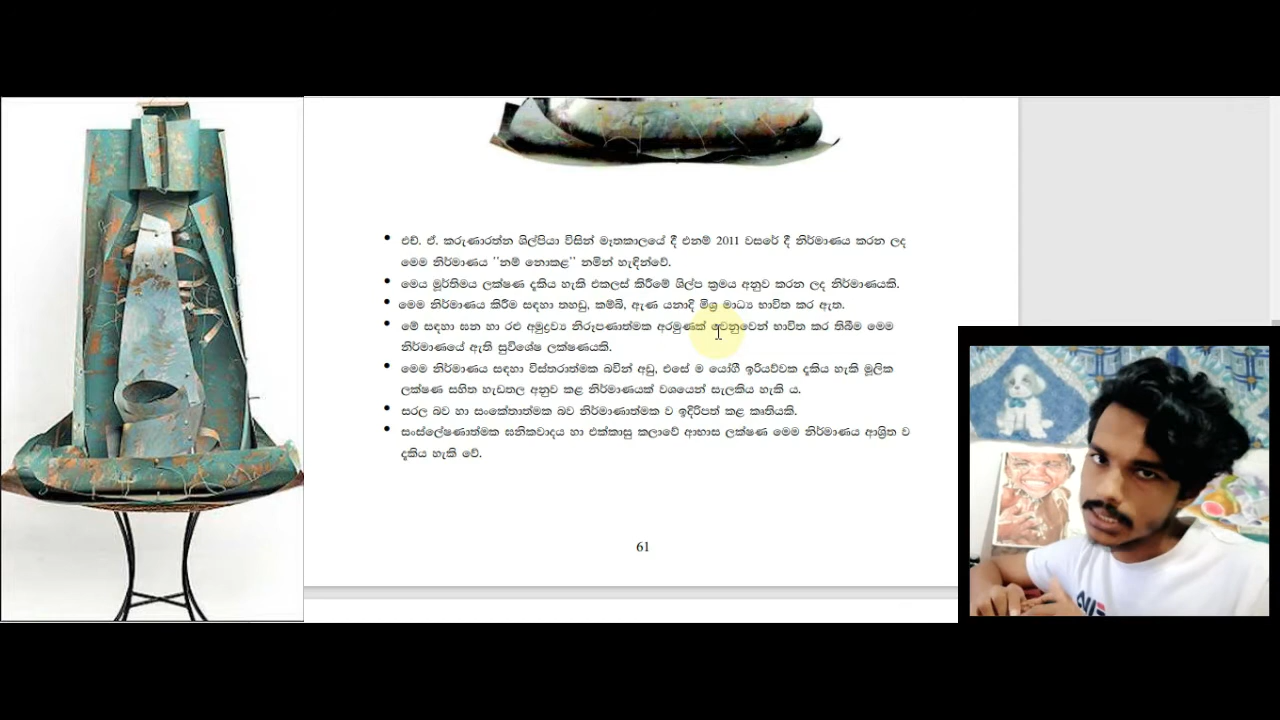 • එච්. ඒ. කරුණාරත්න ශිල්පියා විසින් මෑතකාලයේ දී එනම් 2011 වසරේ දී නිර්මාණය කරන ලද
මෙම නිර්මාණය ''නම් නොකළ'' නමින් හැඳින්වේ.
• මෙය මූර්තිමය ලක්ෂණ දැකිය හැකි එකලස් කිරීමේ ශිල්ප ක්‍රමය අනුව කරන ලද නිර්මාණයකි.
• මෙම නිර්මාණය කිරීම සඳහා තහඩු, කම්බි, ඇණ යනාදි මිශ්‍ර මාධ්‍ය භාවිත කර ඇත.
• මේ සඳහා ඝන හා රළු අමුද්‍රව්‍ය නිරූපණාත්මක අරමුණක් වෙනුවෙන් භාවිත කර තිබීම මෙම
නිර්මාණයේ ඇති සුවිශේෂ ලක්ෂණයකි.
• මෙම නිර්මාණය සඳහා විස්තරාත්මක බවින් අඩු, එසේ ම යෝගී ඉරියව්වක දැකිය හැකි මූලික
ලක්ෂණ සහිත හැඩතල අනුව කළ නිර්මාණයක් වශයෙන් සැලකිය හැකි ය.
• සරල බව හා සංකේතාත්මක බව නිර්මාණාත්මක ව ඉදිරිපත් කළ කෘතියකි.
• සංස්ලේෂණාත්මක ඝනිකවාදය හා එක්කාසු කලාවේ ආභාස ලක්ෂණ මෙම නිර්මාණය ආශ්‍රිත ව
දැකිය හැකි වේ.
61